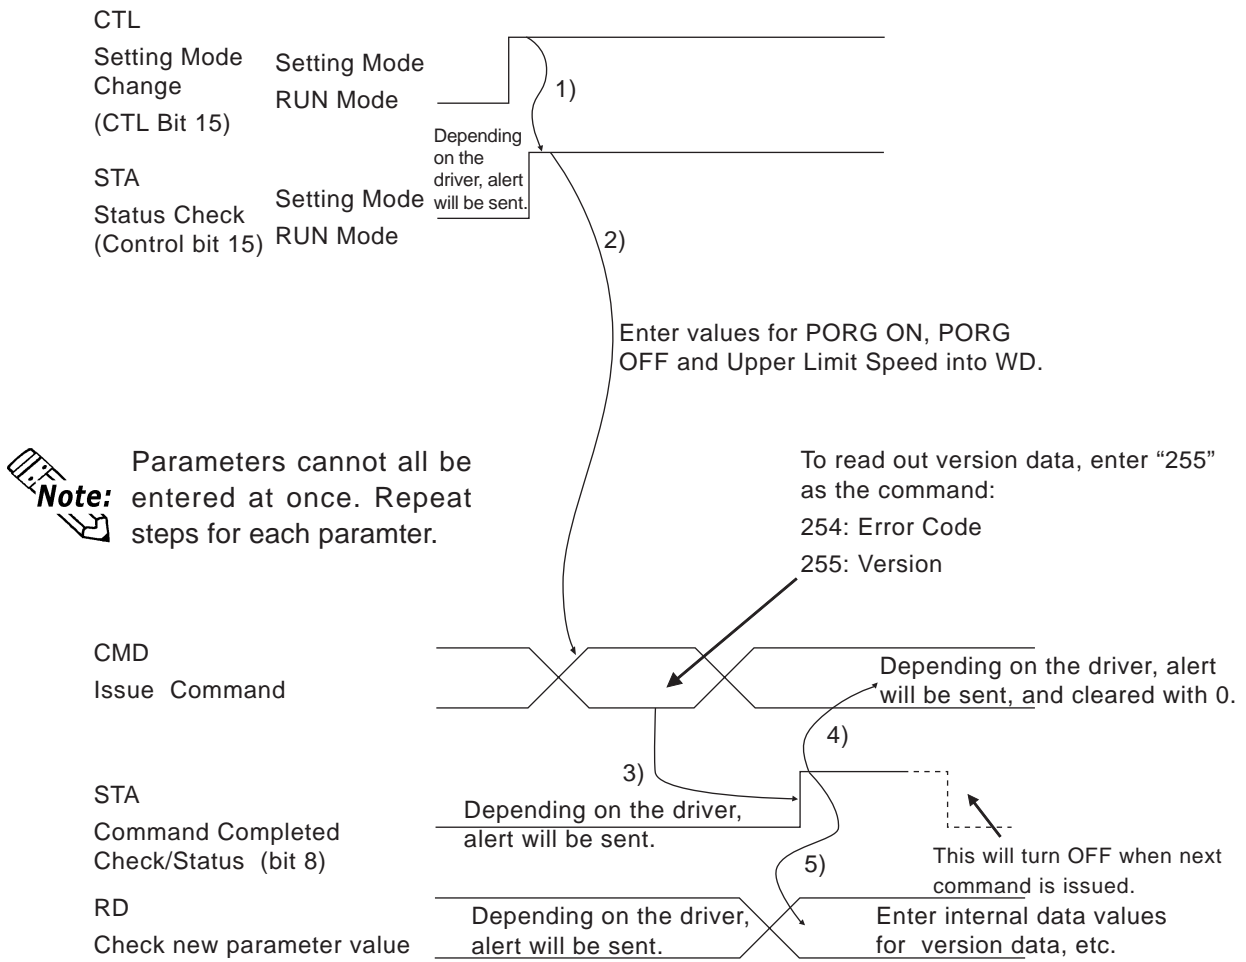 CTL
Setting Mode
Change
(CTL Bit 15)
Setting Mode
RUN Mode
1)
Depending
on the
driver, alert
will be sent.
STA
Status Check
(Control bit 15)
Setting Mode
RUN Mode
2)
Enter values for PORG ON, PORG
OFF and Upper Limit Speed into WD.
Note:
Parameters cannot all be
entered at once. Repeat
steps for each paramter.
To read out version data, enter “255”
as the command:
254: Error Code
255: Version
CMD
Issue Command
Depending on the driver, alert
will be sent, and cleared with 0.
4)
3)
STA
Command Completed
Check/Status (bit 8)
Depending on the driver,
alert will be sent.
5)
This will turn OFF when next
command is issued.
RD
Check new parameter value
Depending on the driver,
alert will be sent.
Enter internal data values
for version data, etc.